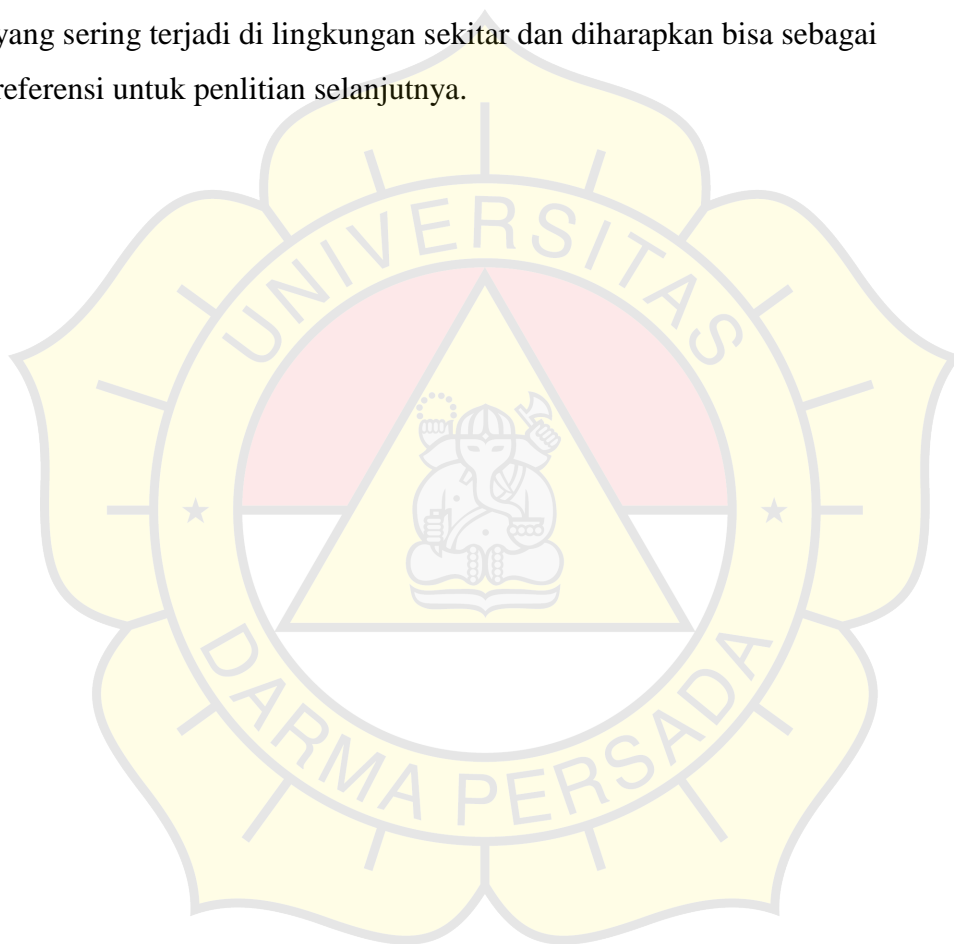 yang sering terjadi di lingkungan sekitar dan diharapkan bisa sebagai
referensi untuk penlitian selanjutnya.
UNIVERSITAS
DARMA PERSADA